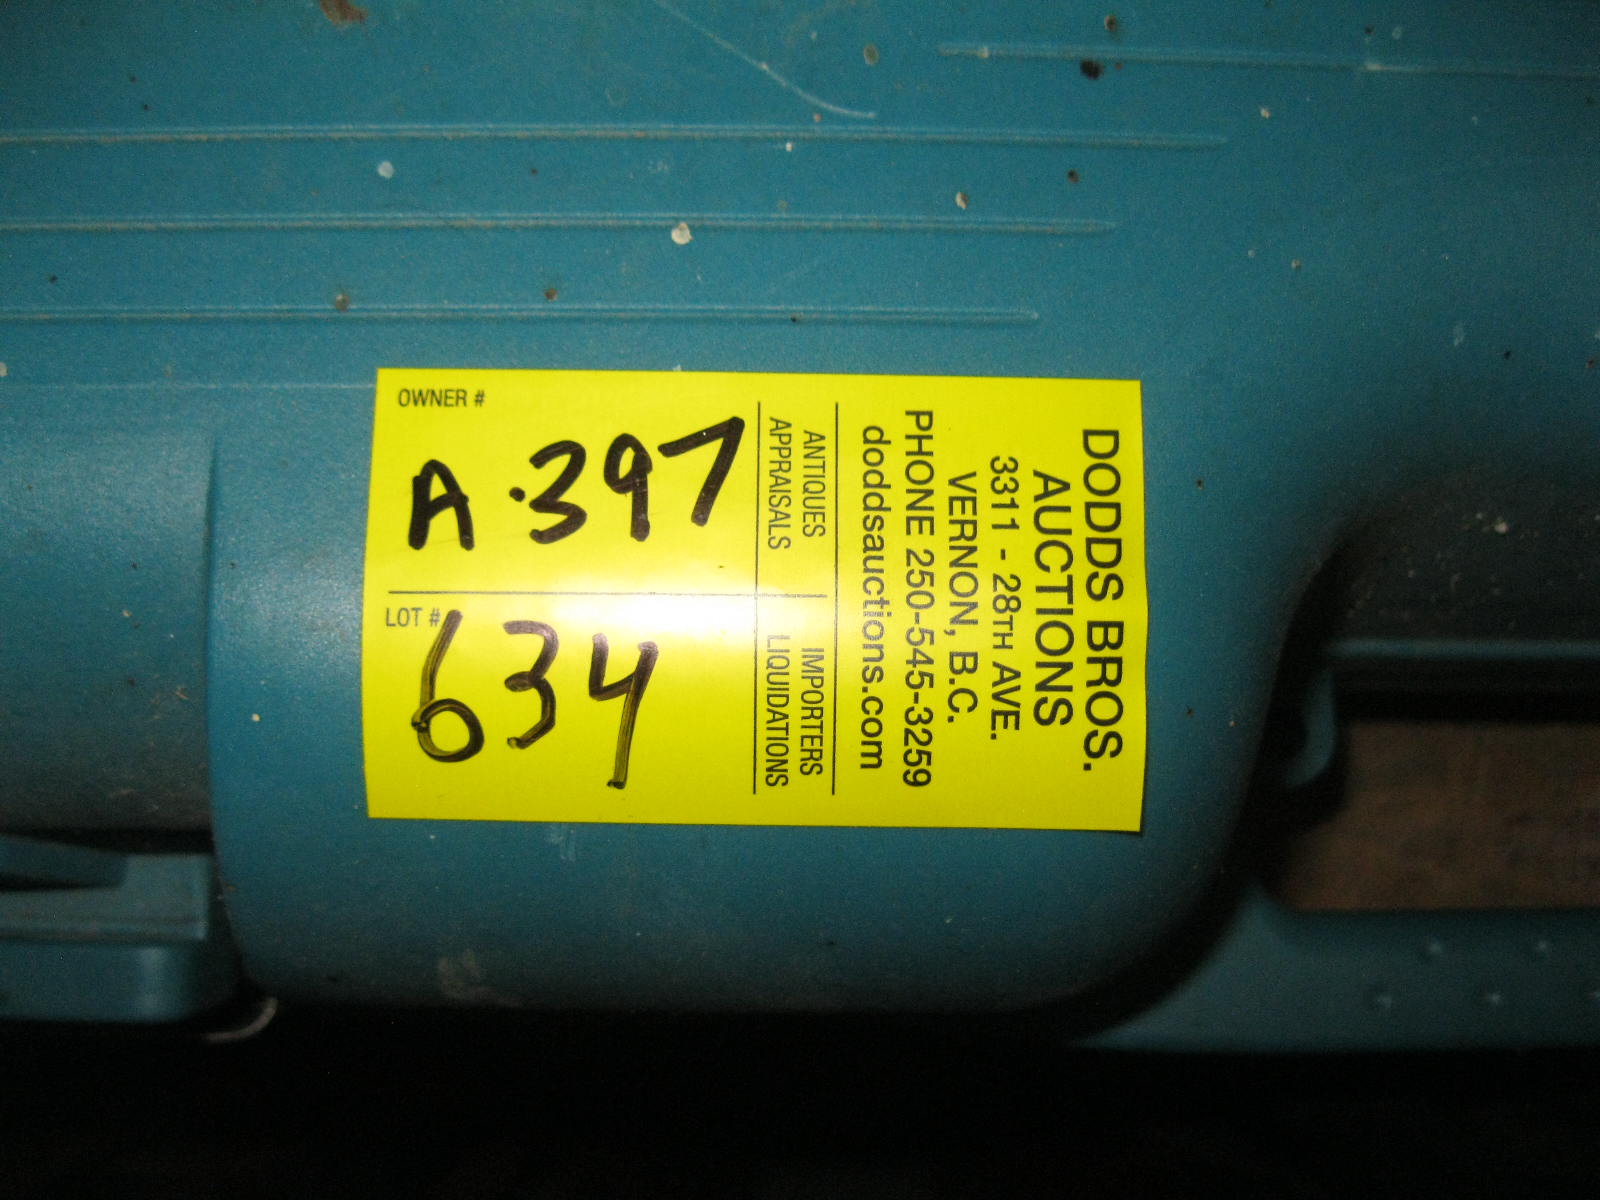 DODDS BROS.
AUCTIONS
3311 - 28TH AVE.
VERNON, B.C.
PHONE 250-545-3259
doddsauctions.com
ANTIQUES
APPRAISALS
IMPORTERS
LIQUIDATIONS
OWNER #
A.397
LOT #
634